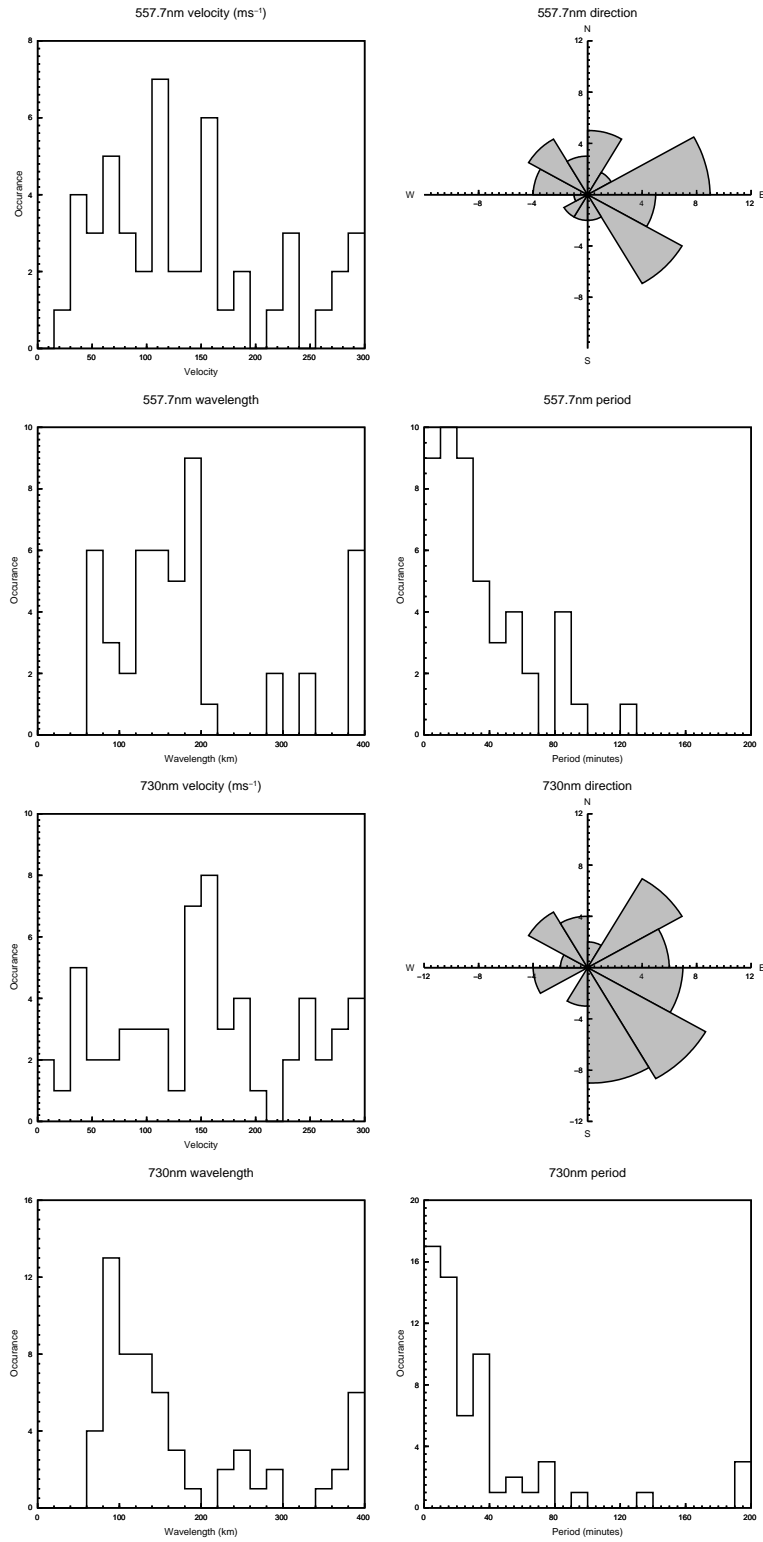 557.7nm velocity (ms⁻¹)
8
6
4
2
0
Occurance
0 50 100 150 200 250 300
Velocity
557.7nm direction
N
12
8
4
W −8 −4 4 8 12 E
−4
−8
S
557.7nm wavelength
10
8
6
4
2
0
Occurance
0 100 200 300 400
Wavelength (km)
557.7nm period
10
8
6
4
2
0
Occurance
0 40 80 120 160 200
Period (minutes)
730nm velocity (ms⁻¹)
10
8
6
4
2
0
Occurance
0 50 100 150 200 250 300
Velocity
730nm direction
N
12
8
4
W −12 −8 −4 4 8 12 E
−4
−8
−12
S
730nm wavelength
16
12
8
4
0
Occurance
0 100 200 300 400
Wavelength (km)
730nm period
20
16
12
8
4
0
Occurance
0 40 80 120 160 200
Period (minutes)